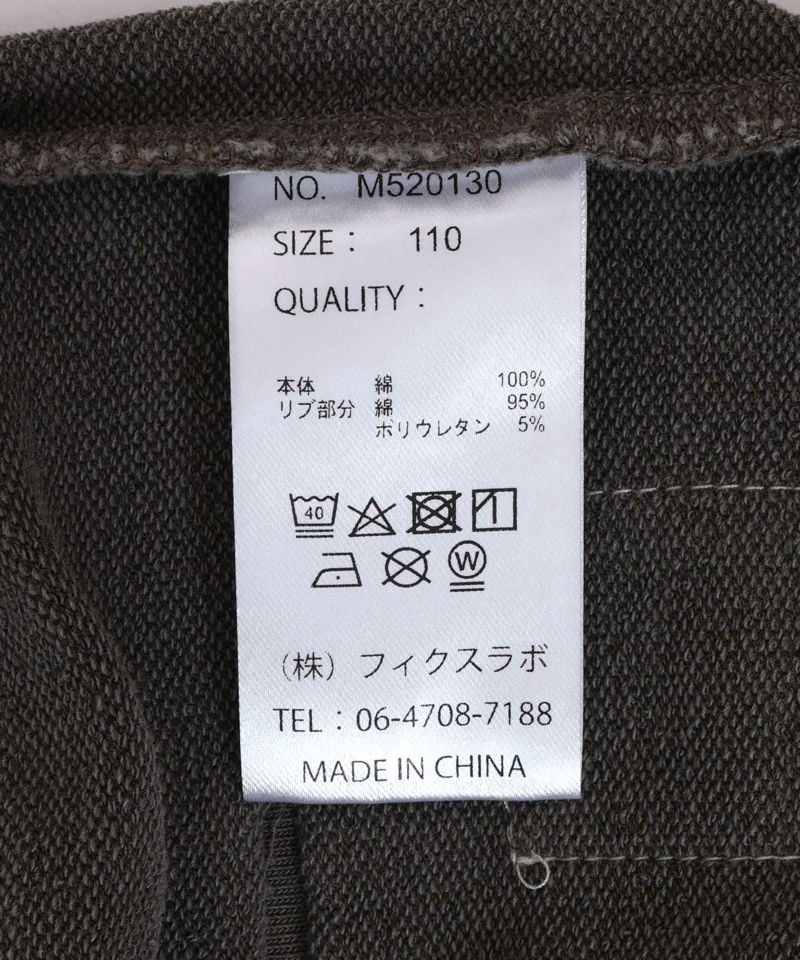 NO. M520130
SIZE： 110
QUALITY：
本体 綿 100%
リブ部分 綿 95%
ポリウレタン 5%
40
W
（株）フィクスラボ
TEL：06-4708-7188
MADE IN CHINA